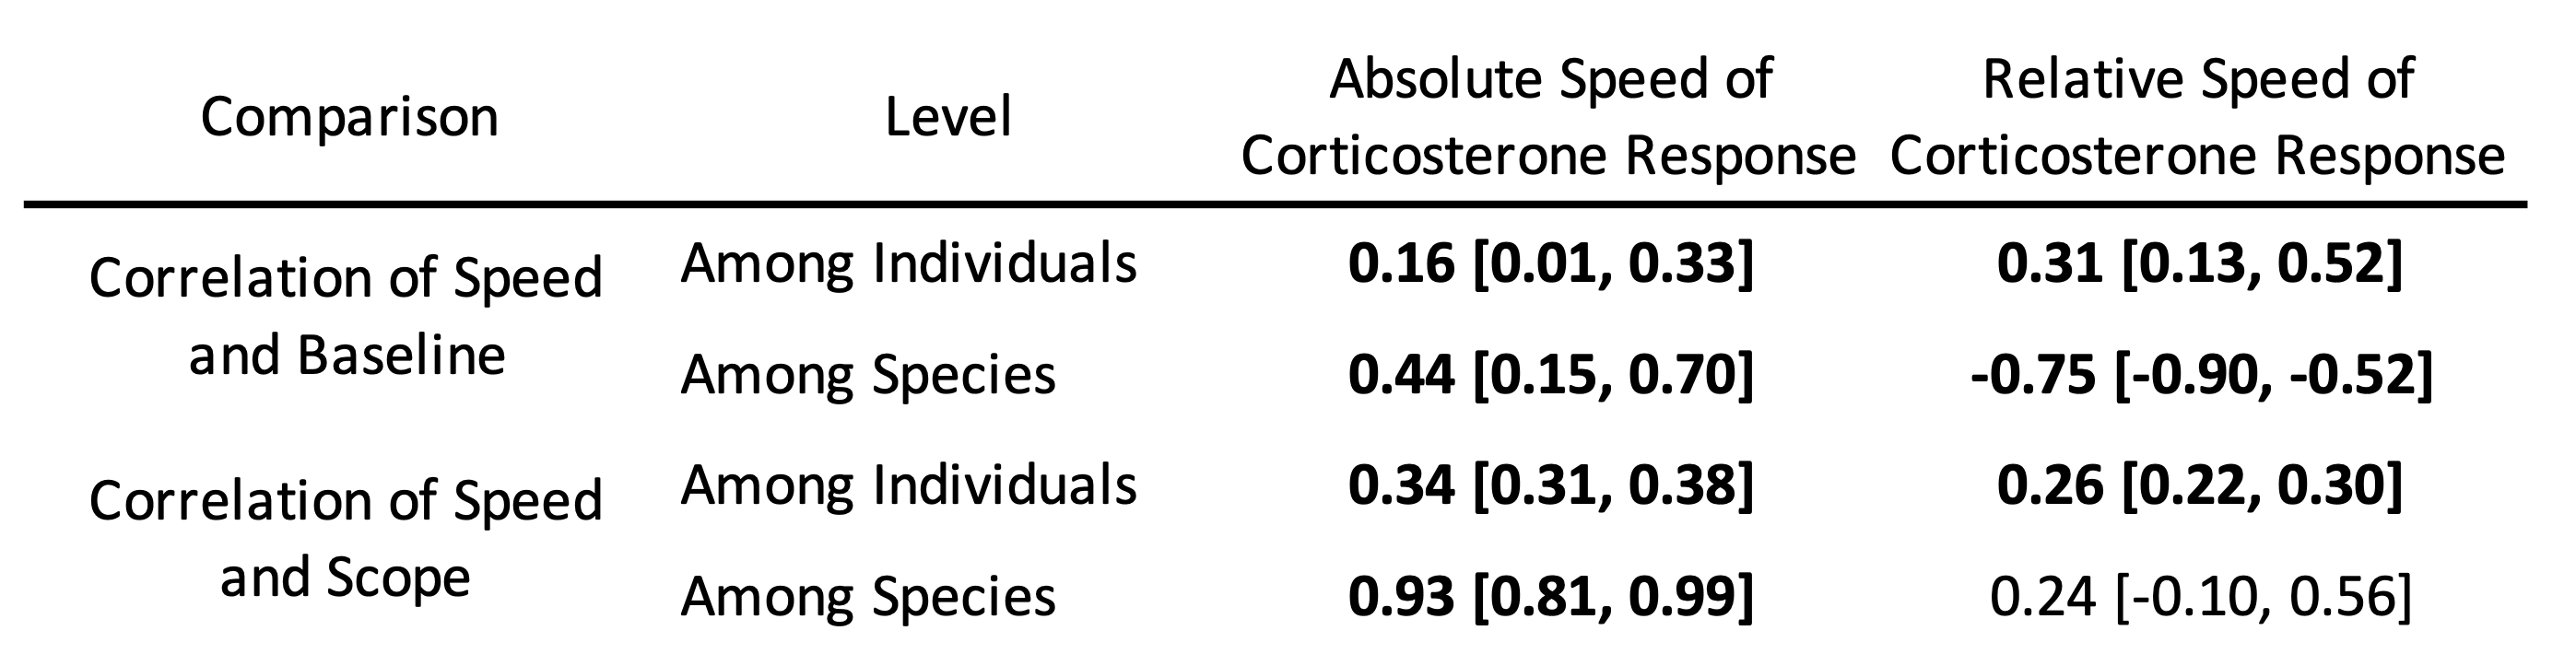 Comparison
Level
Absolute Speed of
Corticosterone Response
Relative Speed of
Corticosterone Response
Correlation of Speed
and Baseline
Among Individuals
0.16 [0.01, 0.33]
0.31 [0.13, 0.52]
Among Species
0.44 [0.15, 0.70]
-0.75 [-0.90, -0.52]
Correlation of Speed
and Scope
Among Individuals
0.34 [0.31, 0.38]
0.26 [0.22, 0.30]
Among Species
0.93 [0.81, 0.99]
0.24 [-0.10, 0.56]